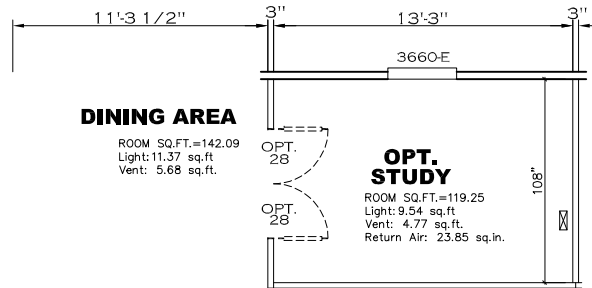 11'-3 1/2"
3"
13'-3"
3"
3660-E
DINING AREA
ROOM SQ.FT.=142.09
Light: 11.37 sq.ft
Vent: 5.68 sq.ft.
OPT.
28
OPT.
28
OPT.
STUDY
ROOM SQ.FT.=119.25
Light: 9.54 sq.ft
Vent: 4.77 sq.ft.
Return Air: 23.85 sq.in.
108"